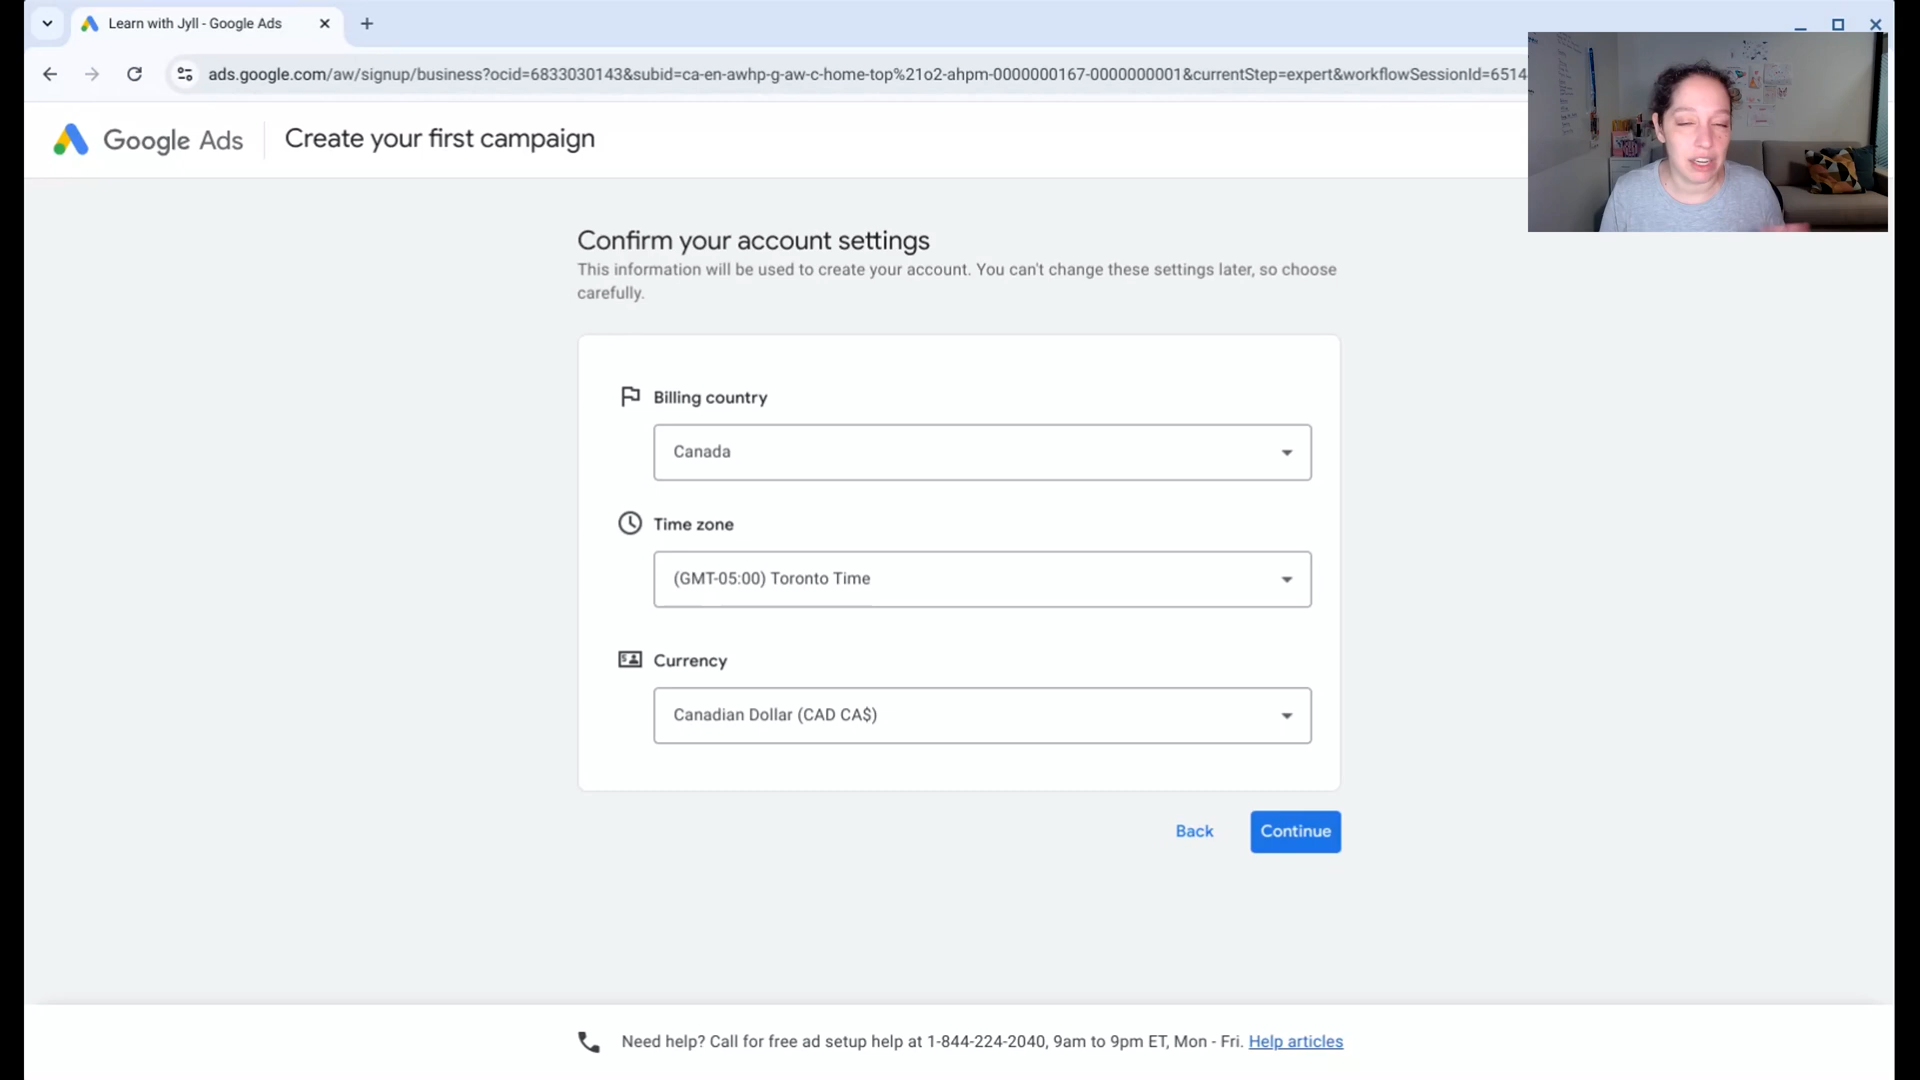 Learn with Jyll - Google Ads
ads.google.com/aw/signup/business?ocid=6833030143&subid=ca-en-awhp-g-aw-c-home-top%21o2-ahpm-0000000167-0000000001&currentStep=expert&workflowSessionId=6514
Google Ads
Create your first campaign
Confirm your account settings
This information will be used to create your account. You can't change these settings later, so choose
carefully.
Billing country
Canada
Time zone
(GMT-05:00) Toronto Time
Currency
Canadian Dollar (CAD CA$)
Back
Continue
Need help? Call for free ad setup help at 1-844-224-2040, 9am to 9pm ET, Mon - Fri. Help articles